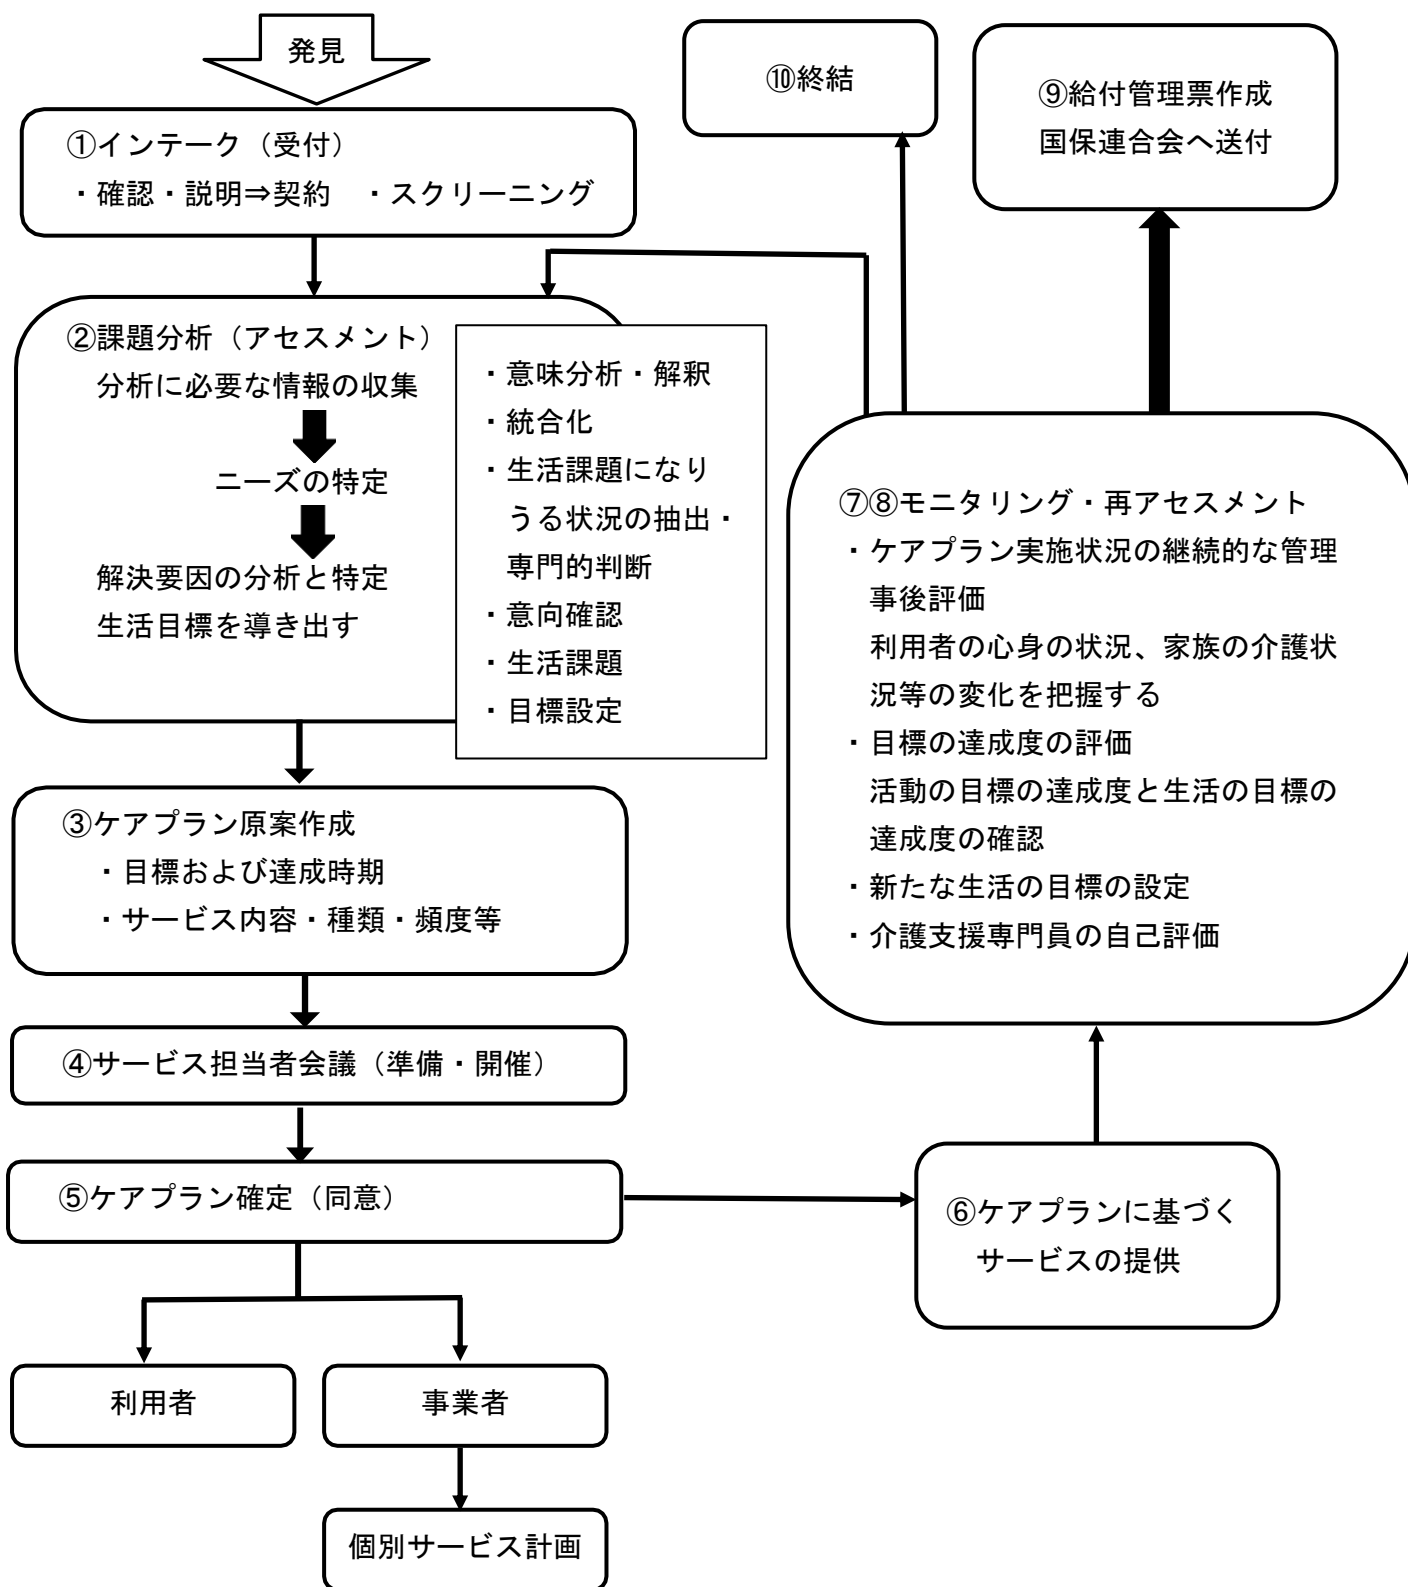 発見
①インテーク（受付）
・確認・説明⇒契約　・スクリーニング
②課題分析（アセスメント）
分析に必要な情報の収集
ニーズの特定
解決要因の分析と特定
生活目標を導き出す
・意味分析・解釈
・統合化
・生活課題になり
うる状況の抽出・
専門的判断
・意向確認
・生活課題
・目標設定
③ケアプラン原案作成
・目標および達成時期
・サービス内容・種類・頻度等
④サービス担当者会議（準備・開催）
⑤ケアプラン確定（同意）
利用者
事業者
個別サービス計画
⑥ケアプランに基づく
サービスの提供
⑦⑧モニタリング・再アセスメント
・ケアプラン実施状況の継続的な管理
事後評価
利用者の心身の状況、家族の介護状
況等の変化を把握する
・目標の達成度の評価
活動の目標の達成度と生活の目標の
達成度の確認
・新たな生活の目標の設定
・介護支援専門員の自己評価
⑨給付管理票作成
国保連合会へ送付
⑩終結